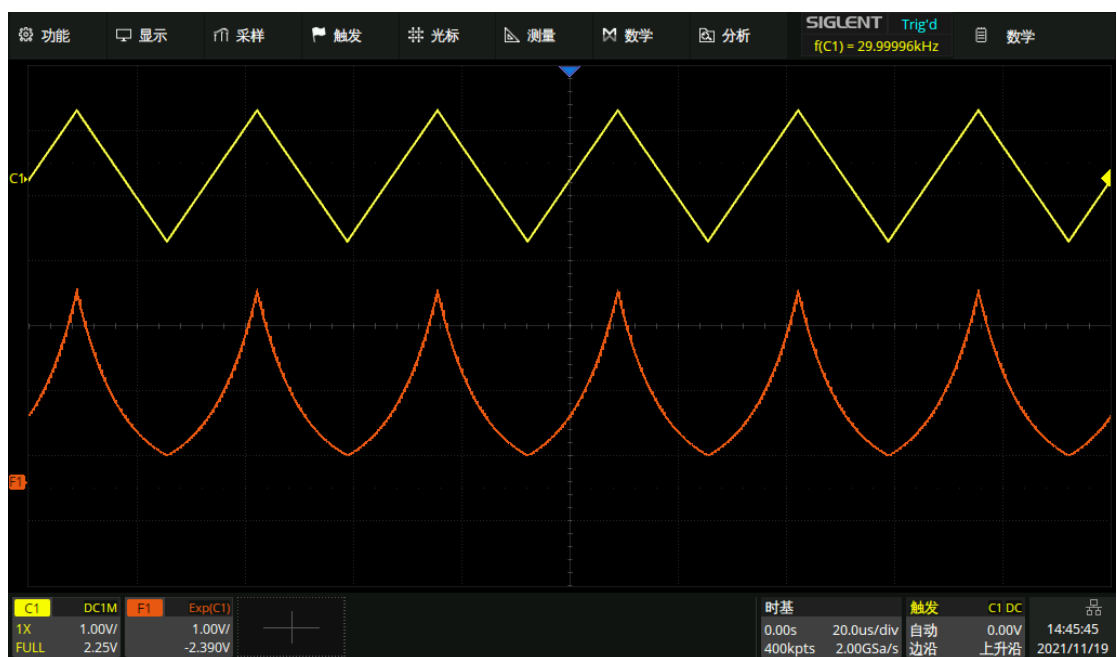 功能 显示 采样 触发 光标 测量 数学 分析 SIGLENT Trig'd 数学
f(C1) = 29.99996kHz
C1
F1
C1 DC1M F1 Exp(C1) 时基 触发 C1 DC
1X 1.00V/ 1.00V/ 0.00s 20.0us/div 自动 0.00V 14:45:45
FULL 2.25V -2.390V 400kpts 2.00GSa/s 边沿 上升沿 2021/11/19